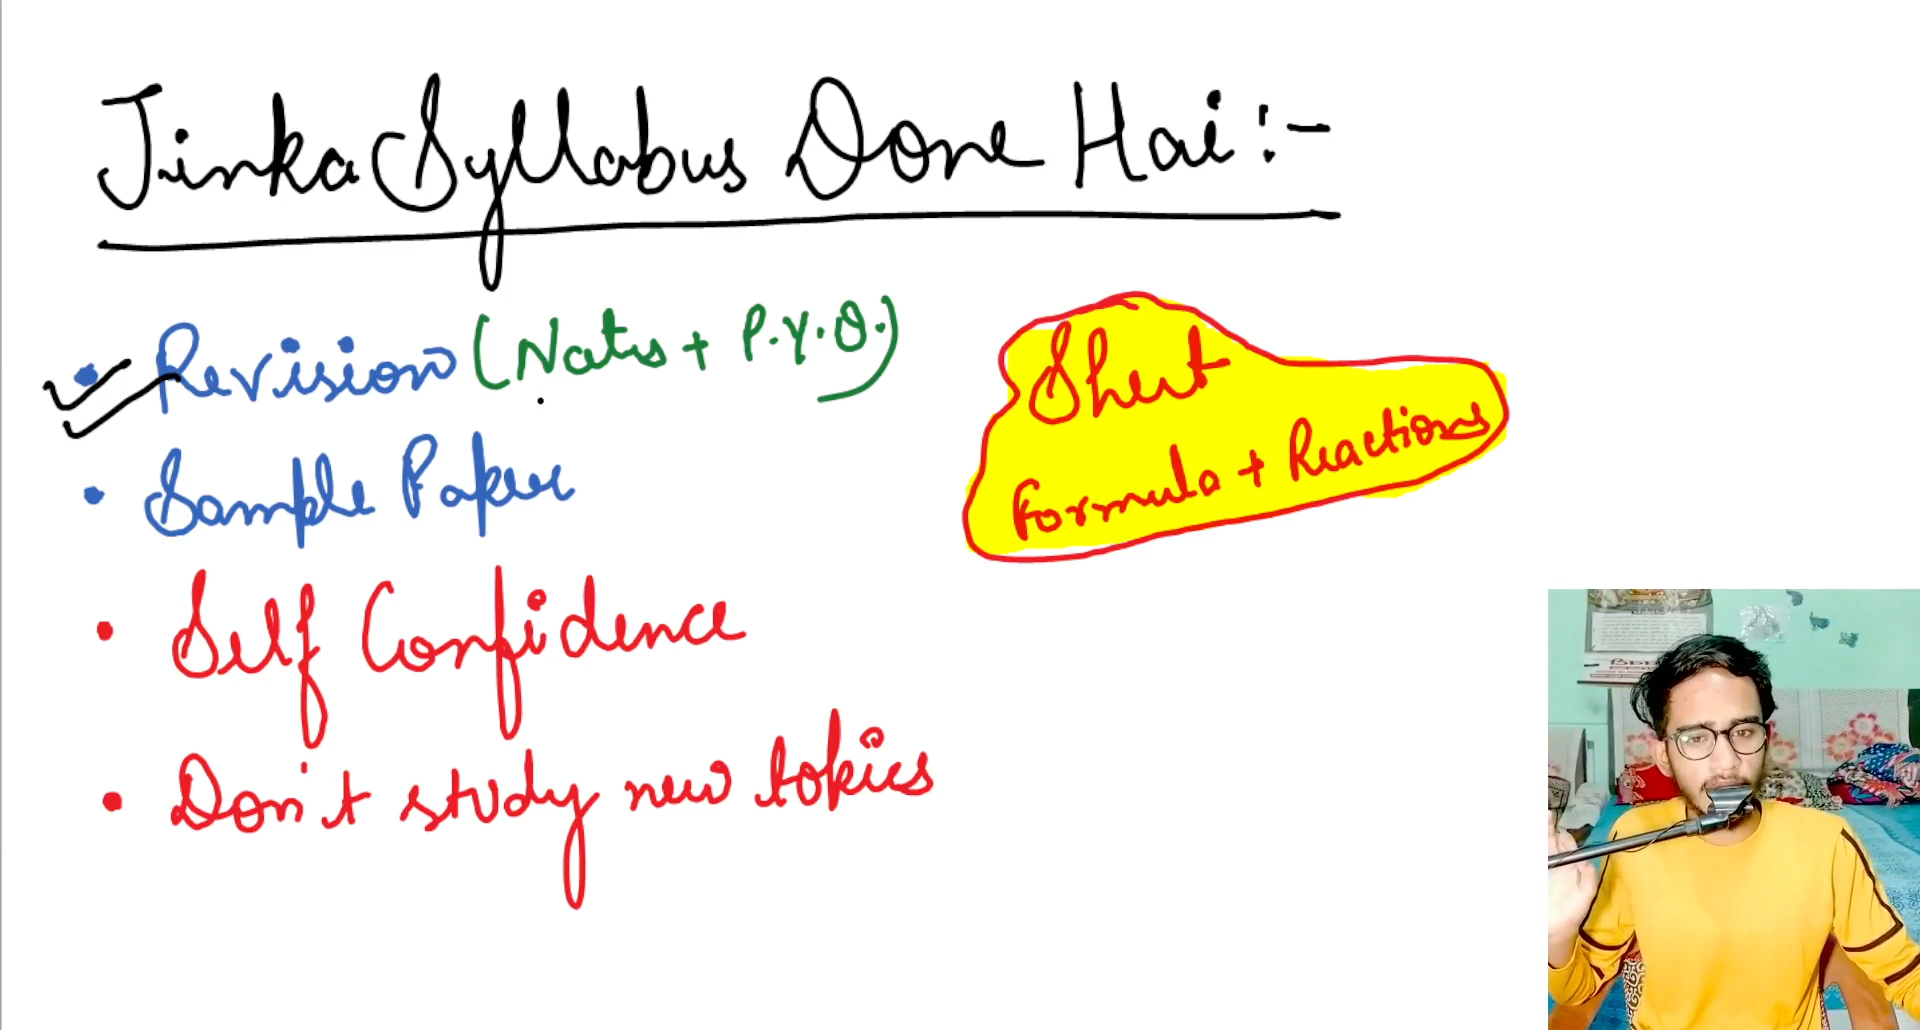 Jinka Syllabus Done Hai :-
• Revision (Notes + P.Y.Q.)
• Sample Paper
• Self Confidence
• Don't study new topics
Sheet
Formula + Reactions